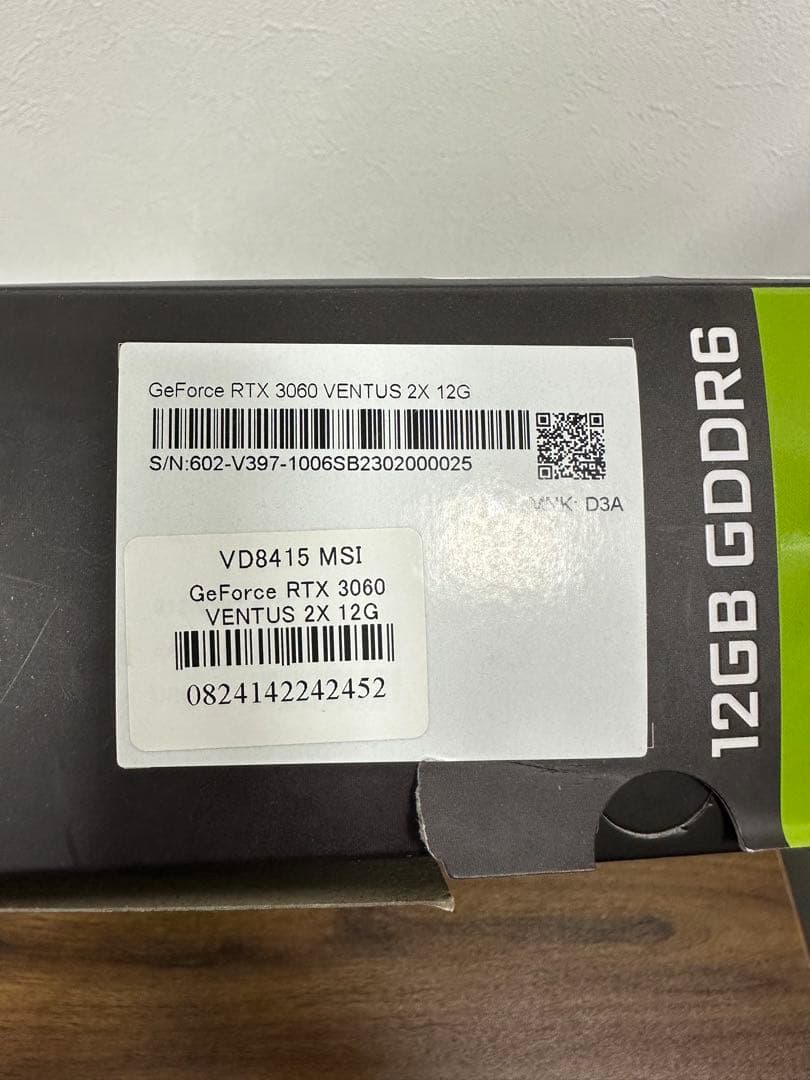 GeForce RTX 3060 VENTUS 2X 12G
S/N:602-V397-1006SB2302000025
D3A
VD8415 MSI
GeForce RTX 3060
VENTUS 2X 12G
0824142242452
12GB GDDR6